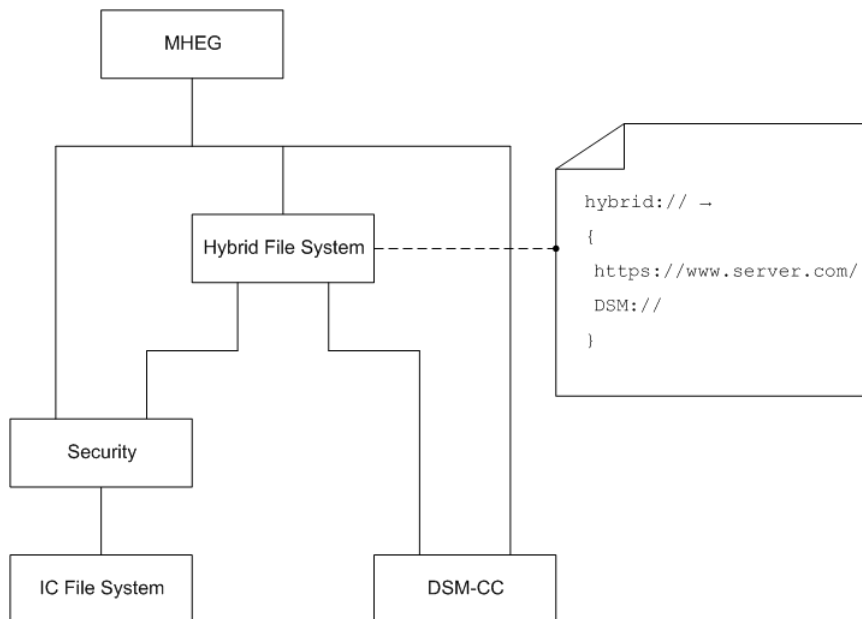 MHEG
Hybrid File System
hybrid:// →
{
https://www.server.com/
DSM://
}
Security
IC File System
DSM-CC